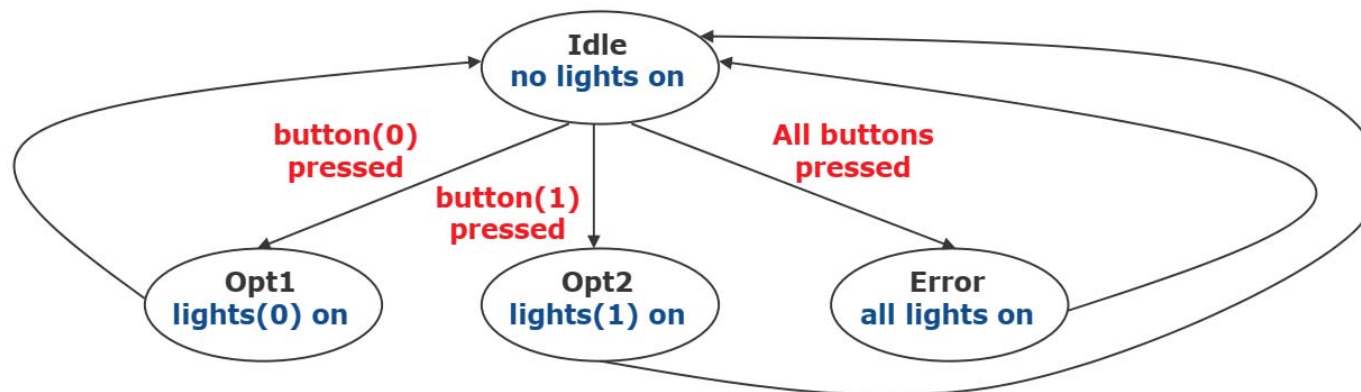 Idle
no lights on
button(0)
pressed
button(1)
pressed
All buttons
pressed
Opt1
lights(0) on
Opt2
lights(1) on
Error
all lights on